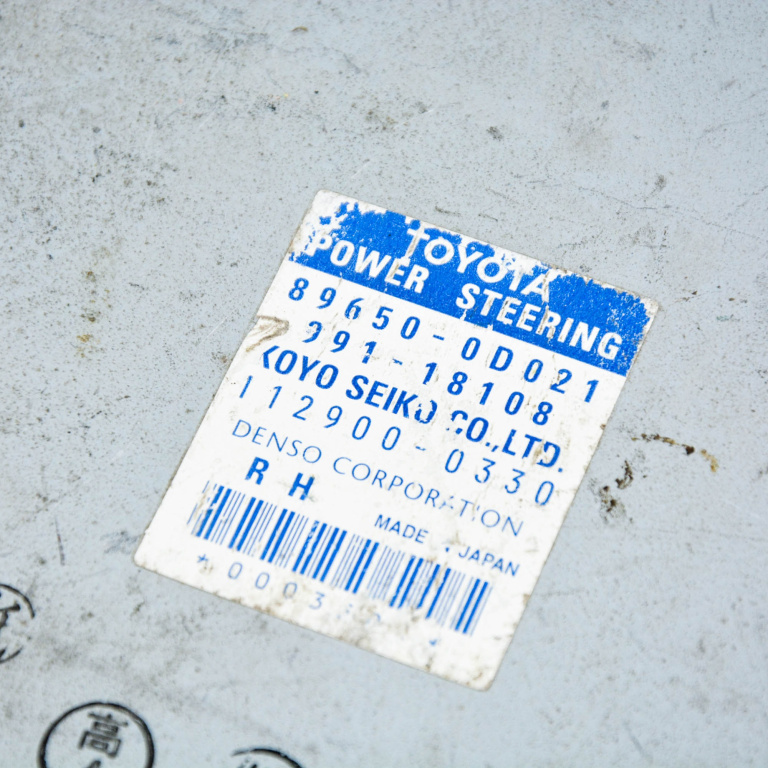 TOYOTA
POWER STEERING
89650-0D021
991-18108
KOYO SEIKO CO.,LTD.
112900-0330
DENSO CORPORATION
RH
MADE JAPAN
高